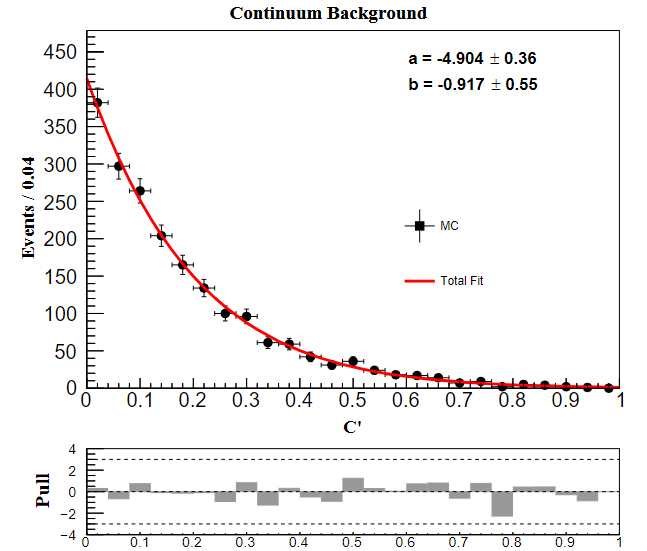 Continuum Background
a = -4.904 ± 0.36
b = -0.917 ± 0.55
450
400
350
300
250
200
150
100
50
0
Events / 0.04
MC
Total Fit
0 0.1 0.2 0.3 0.4 0.5 0.6 0.7 0.8 0.9 1
C'
4
2
0
−2
−4
Pull
0 0.1 0.2 0.3 0.4 0.5 0.6 0.7 0.8 0.9 1